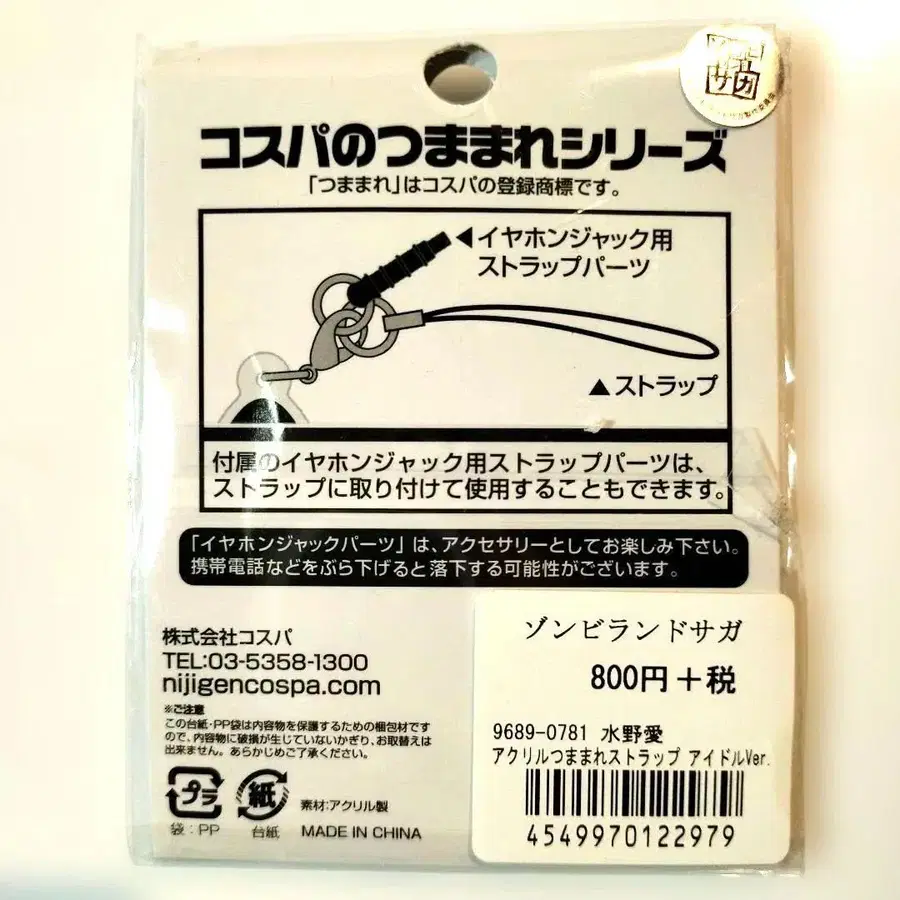 ゾンビ
ランド
サガ
コスパのつままれシリーズ
「つままれ」はコスパの登録商標です。
◀イヤホンジャック用
ストラップパーツ
▲ストラップ
付属のイヤホンジャック用ストラップパーツは、
ストラップに取り付けて使用することもできます。
「イヤホンジャックパーツ」は、アクセサリーとしてお楽しみ下さい。
携帯電話などをぶら下げると落下する可能性がございます。
株式会社コスパ
TEL:03-5358-1300
nijigencospa.com
※ご注意
この台紙・PP袋は内容物を保護するための梱包材ですので、内容物に破損が生じていないかぎり、お取替えは
出来ません。あらかじめご了承ください。
プラ
袋:PP
紙
台紙
素材:アクリル製
MADE IN CHINA
ゾンビランドサガ
800円+税
9689-0781 水野愛
アクリルつままれストラップ アイドルVer.
4549970122979